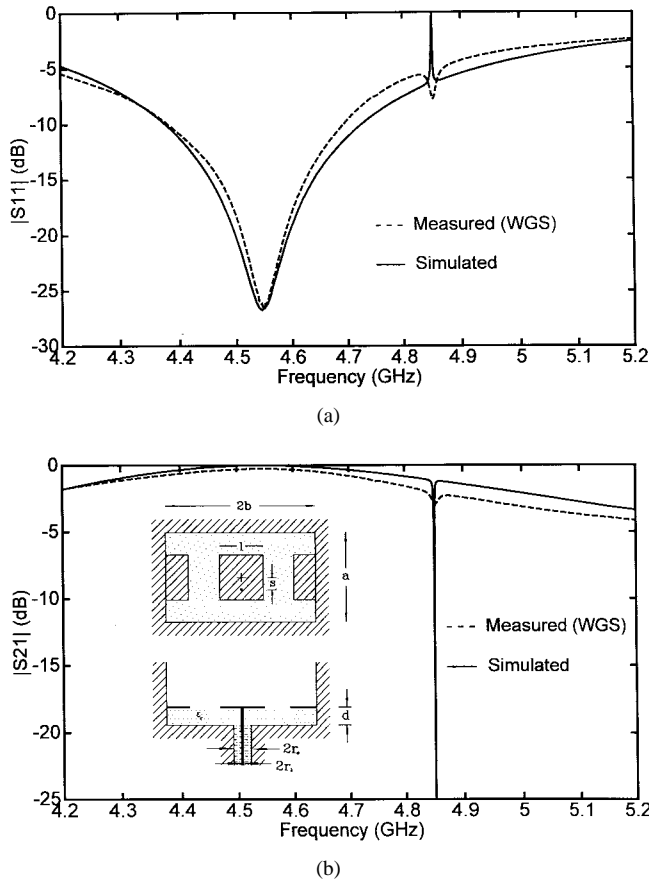 0
-5
-10
-15
-20
-25
-30
|S11| (dB)
Measured (WGS)
Simulated
4.2 4.3 4.4 4.5 4.6 4.7 4.8 4.9 5 5.1 5.2
Frequency (GHz)
(a)
0
-5
-10
-15
-20
-25
|S21| (dB)
2b
l
s
a
d
Measured (WGS)
Simulated
4.2 4.3 4.4 4.5 4.6 4.7 4.8 4.9 5 5.1 5.2
Frequency (GHz)
(b)